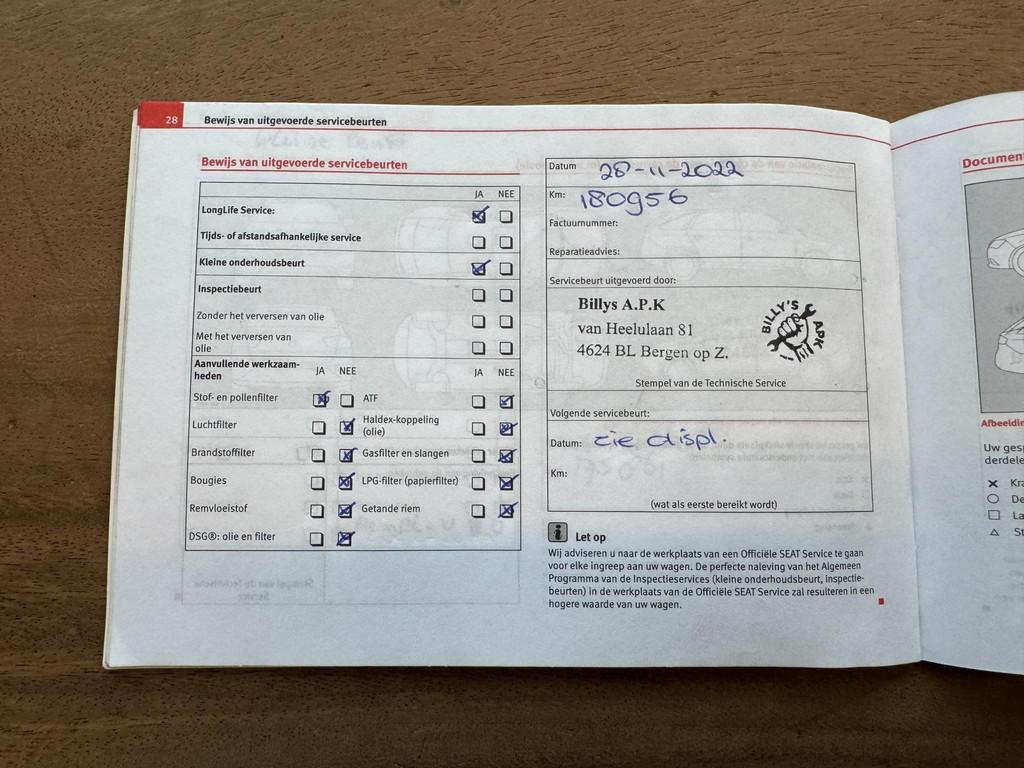 28 Bewijs van uitgevoerde servicebeurten
Bewijs van uitgevoerde servicebeurten
JA NEE
LongLife Service:
Tijds- of afstandsafhankelijke service
Kleine onderhoudsbeurt
Inspectiebeurt
Zonder het verversen van olie
Met het verversen van
olie
Aanvullende werkzaam-
heden
JA NEE
JA NEE
Stof- en pollenfilter
ATF
Luchtfilter
Haldex-koppeling
(olie)
Brandstoffilter
Gasfilter en slangen
Bougies
LPG-filter (papierfilter)
Remvloeistof
Getande riem
DSG®: olie en filter
Datum 28-11-2022
Km: 180956
Factuurnummer:
Reparatieadvies:
Servicebeurt uitgevoerd door:
Billys A.P.K
van Heelulaan 81
4624 BL Bergen op Z.
BILLY'S APK
Stempel van de Technische Service
Volgende servicebeurt:
Datum: zie displ.
Km:
(wat als eerste bereikt wordt)
i Let op
Wij adviseren u naar de werkplaats van een Officiële SEAT Service te gaan
voor elke ingreep aan uw wagen. De perfecte naleving van het Algemeen
Programma van de Inspectieservices (kleine onderhoudsbeurt, inspectie-
beurten) in de werkplaats van de Officiële SEAT Service zal resulteren in een
hogere waarde van uw wagen.